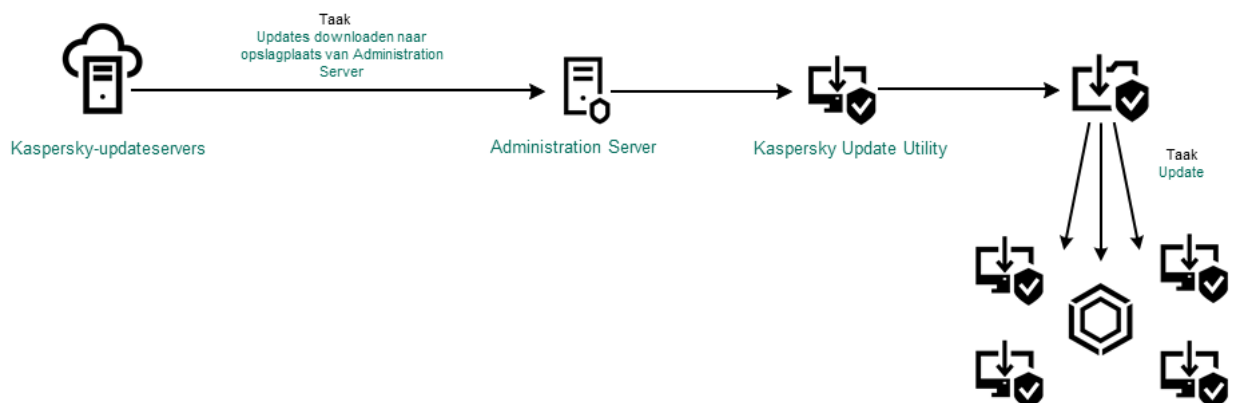 Taak
Updates downloaden naar
opslagplaats van Administration
Server
Kaspersky-updateservers
Administration Server
Kaspersky Update Utility
Taak
Update